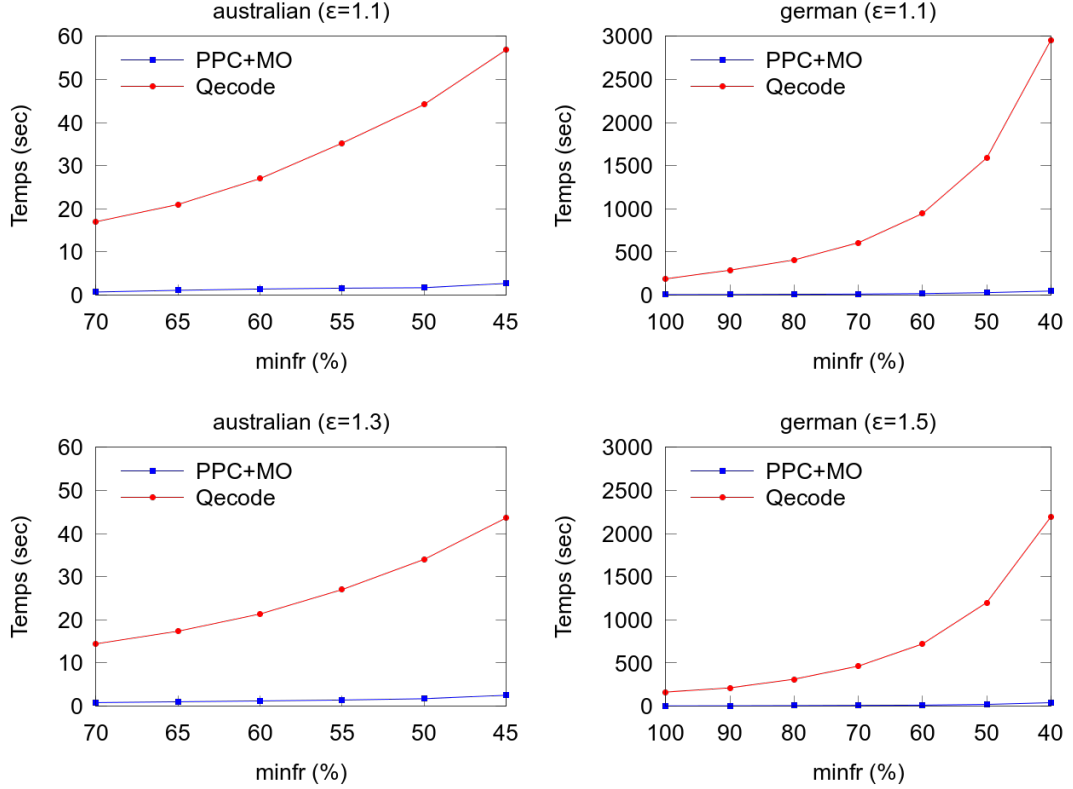 australian (ε=1.1)
60
50
40
30
20
10
0
Temps (sec)
PPC+MO
Qecode
70 65 60 55 50 45
minfr (%)
german (ε=1.1)
3000
2500
2000
1500
1000
500
0
Temps (sec)
PPC+MO
Qecode
100 90 80 70 60 50 40
minfr (%)
australian (ε=1.3)
60
50
40
30
20
10
0
Temps (sec)
PPC+MO
Qecode
70 65 60 55 50 45
minfr (%)
german (ε=1.5)
3000
2500
2000
1500
1000
500
0
Temps (sec)
PPC+MO
Qecode
100 90 80 70 60 50 40
minfr (%)